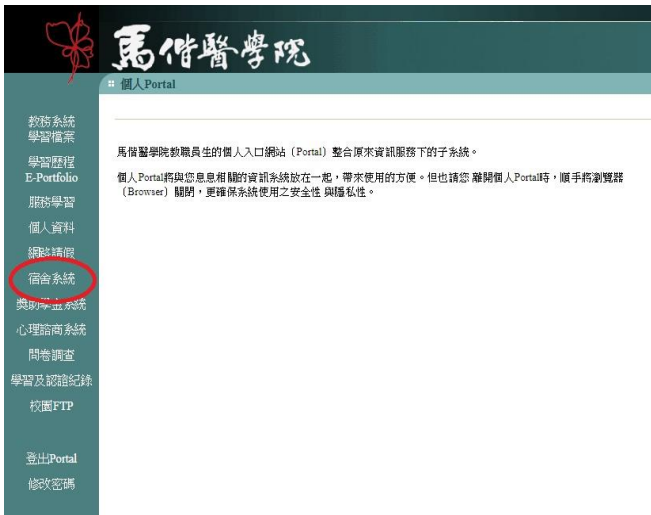 馬偕醫學院
個人Portal
教務系統
學習檔案
學習歷程
E-Portfolio
服務學習
個人資料
網路請假
宿舍系統
獎助學金系統
心理諮商系統
問卷調查
學習及認證紀錄
校園FTP
登出Portal
修改密碼
馬偕醫學院教職員生的個人入口網站（Portal）整合原來資訊服務下的子系統。
個人Portal將與您息息相關的資訊系統放在一起，帶來使用的方便。但也請您 離開個人Portal時，順手將瀏覽器
（Browser）關閉，更確保系統使用之安全性 與隱私性。